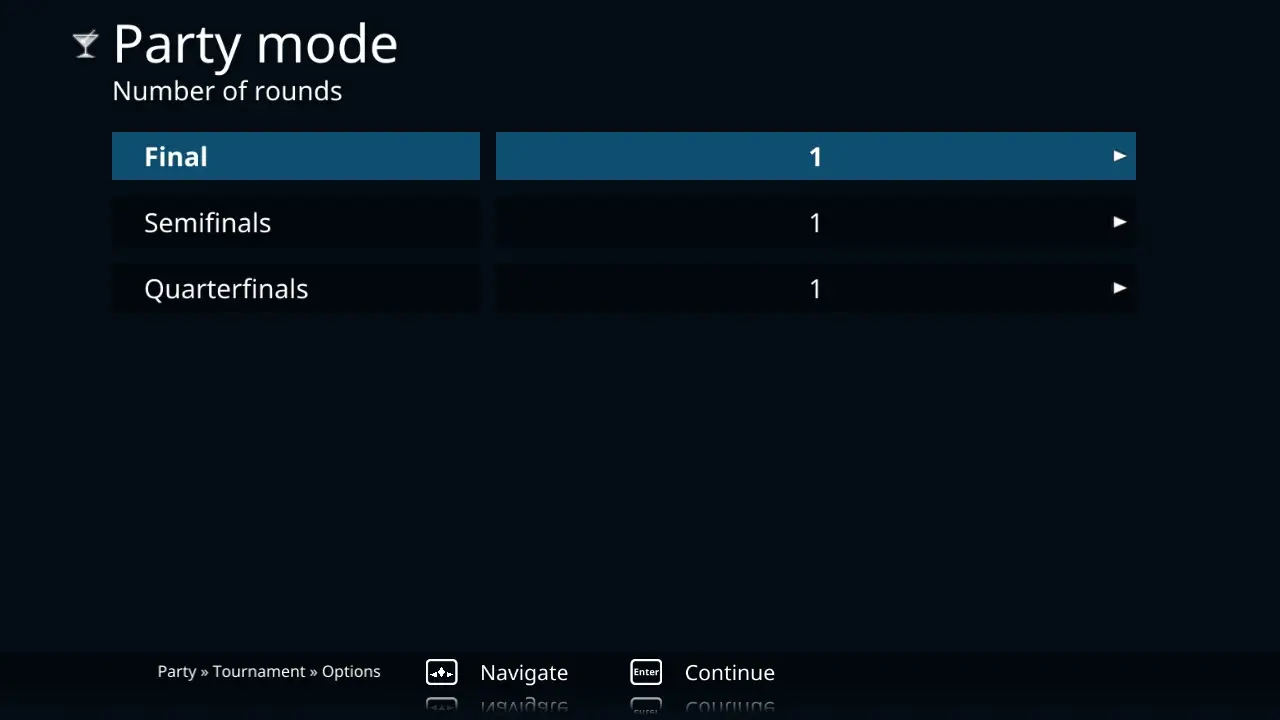 Party mode
Number of rounds
Final 1
Semifinals 1
Quarterfinals 1
Party » Tournament » Options Navigate Enter Continue